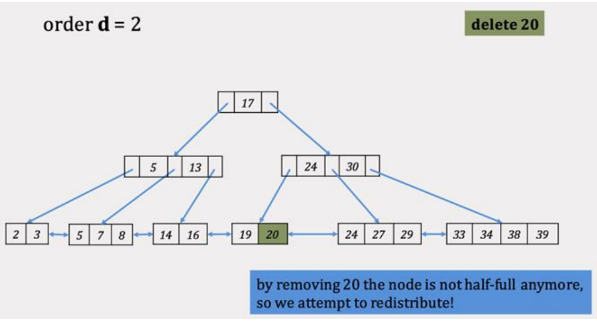 order d = 2
delete 20
17
5 13
24 30
2 3 5 7 8 14 16 19 20 24 27 29 33 34 38 39
by removing 20 the node is not half-full anymore,
so we attempt to redistribute!